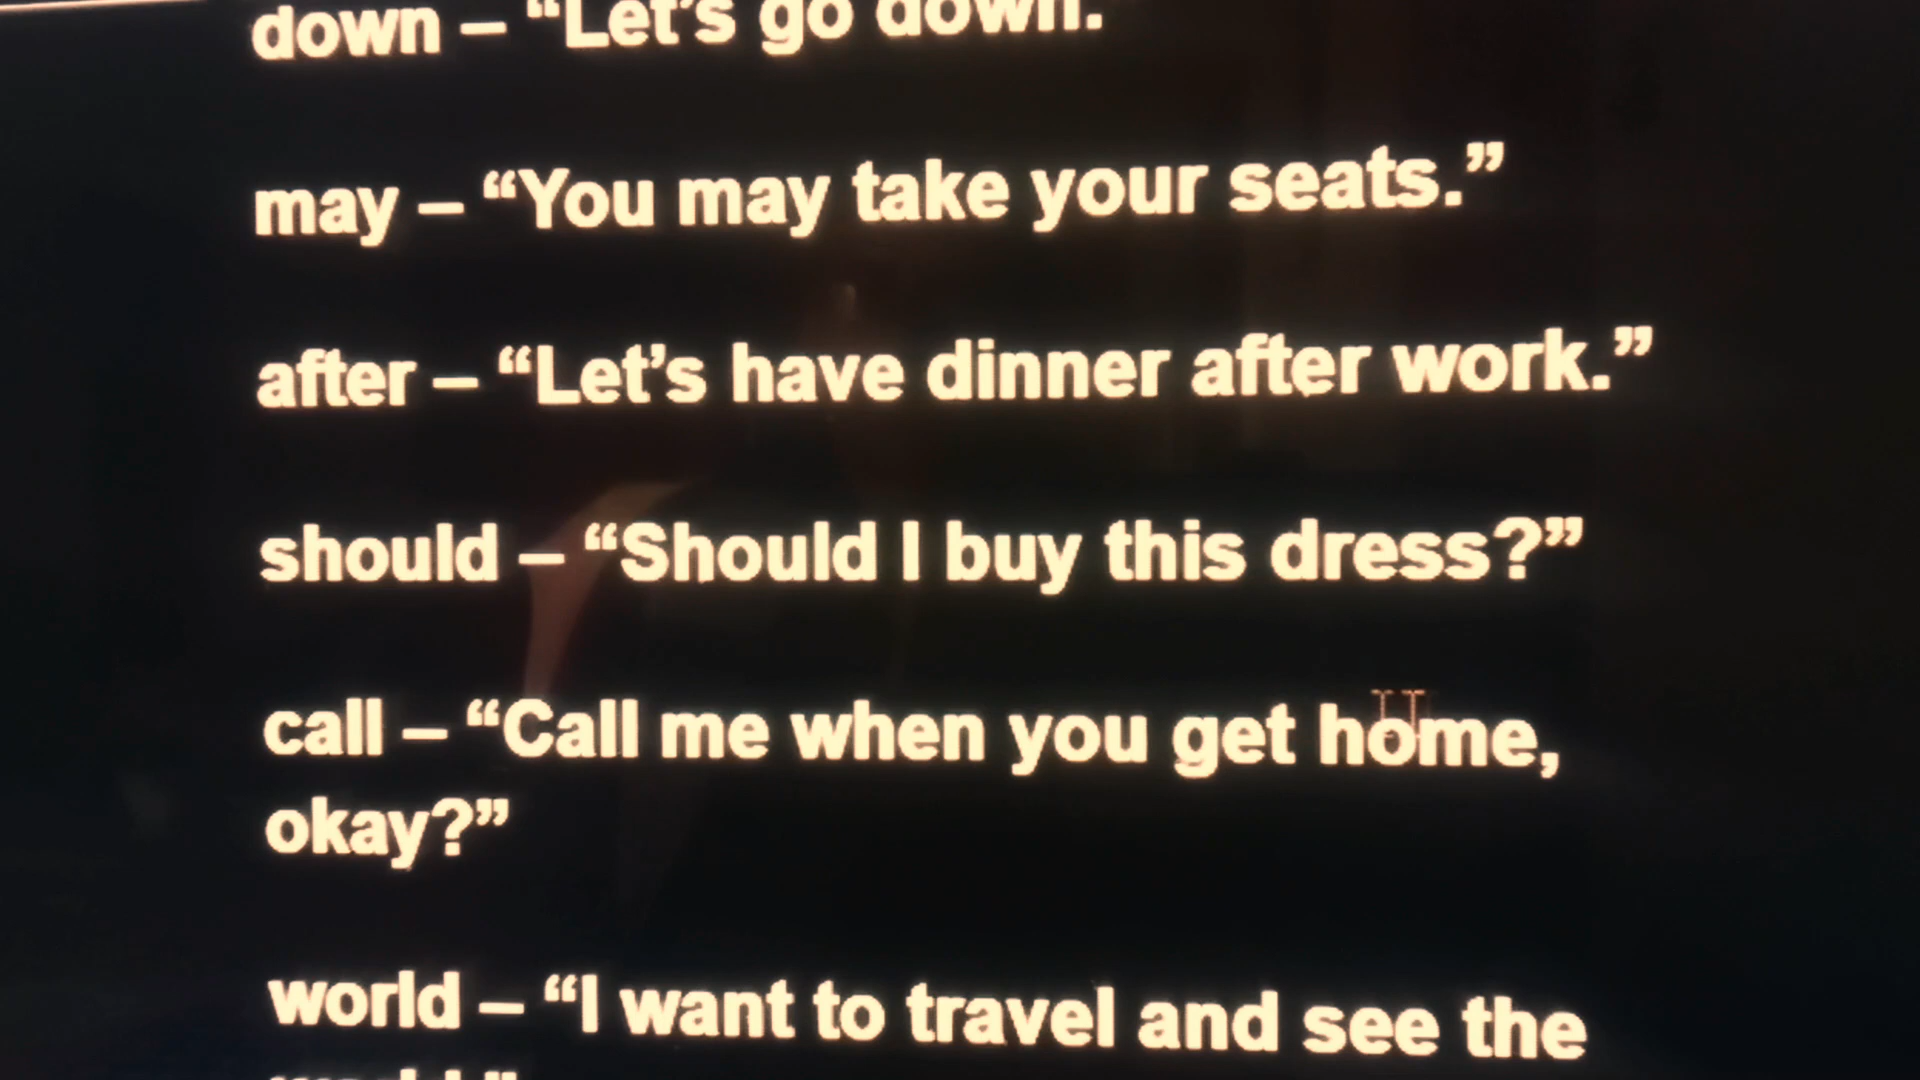 down – “Let’s go down.
may – “You may take your seats.”
after – “Let’s have dinner after work.”
should – “Should I buy this dress?”
call – “Call me when you get home,
okay?”
world – “I want to travel and see the
world.”